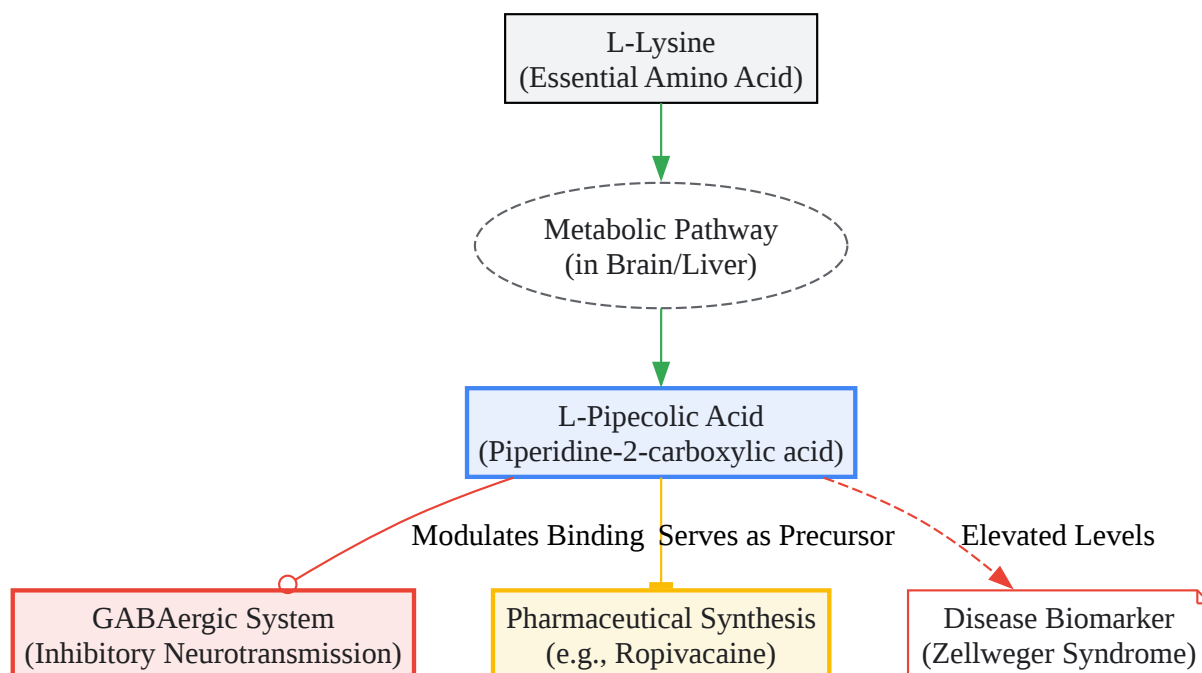 L-Lysine
(Essential Amino Acid)
Metabolic Pathway
(in Brain/Liver)
L-Pipecolic Acid
(Piperidine-2-carboxylic acid)
Modulates Binding
Serves as Precursor
Elevated Levels
GABAergic System
(Inhibitory Neurotransmission)
Pharmaceutical Synthesis
(e.g., Ropivacaine)
Disease Biomarker
(Zellweger Syndrome)